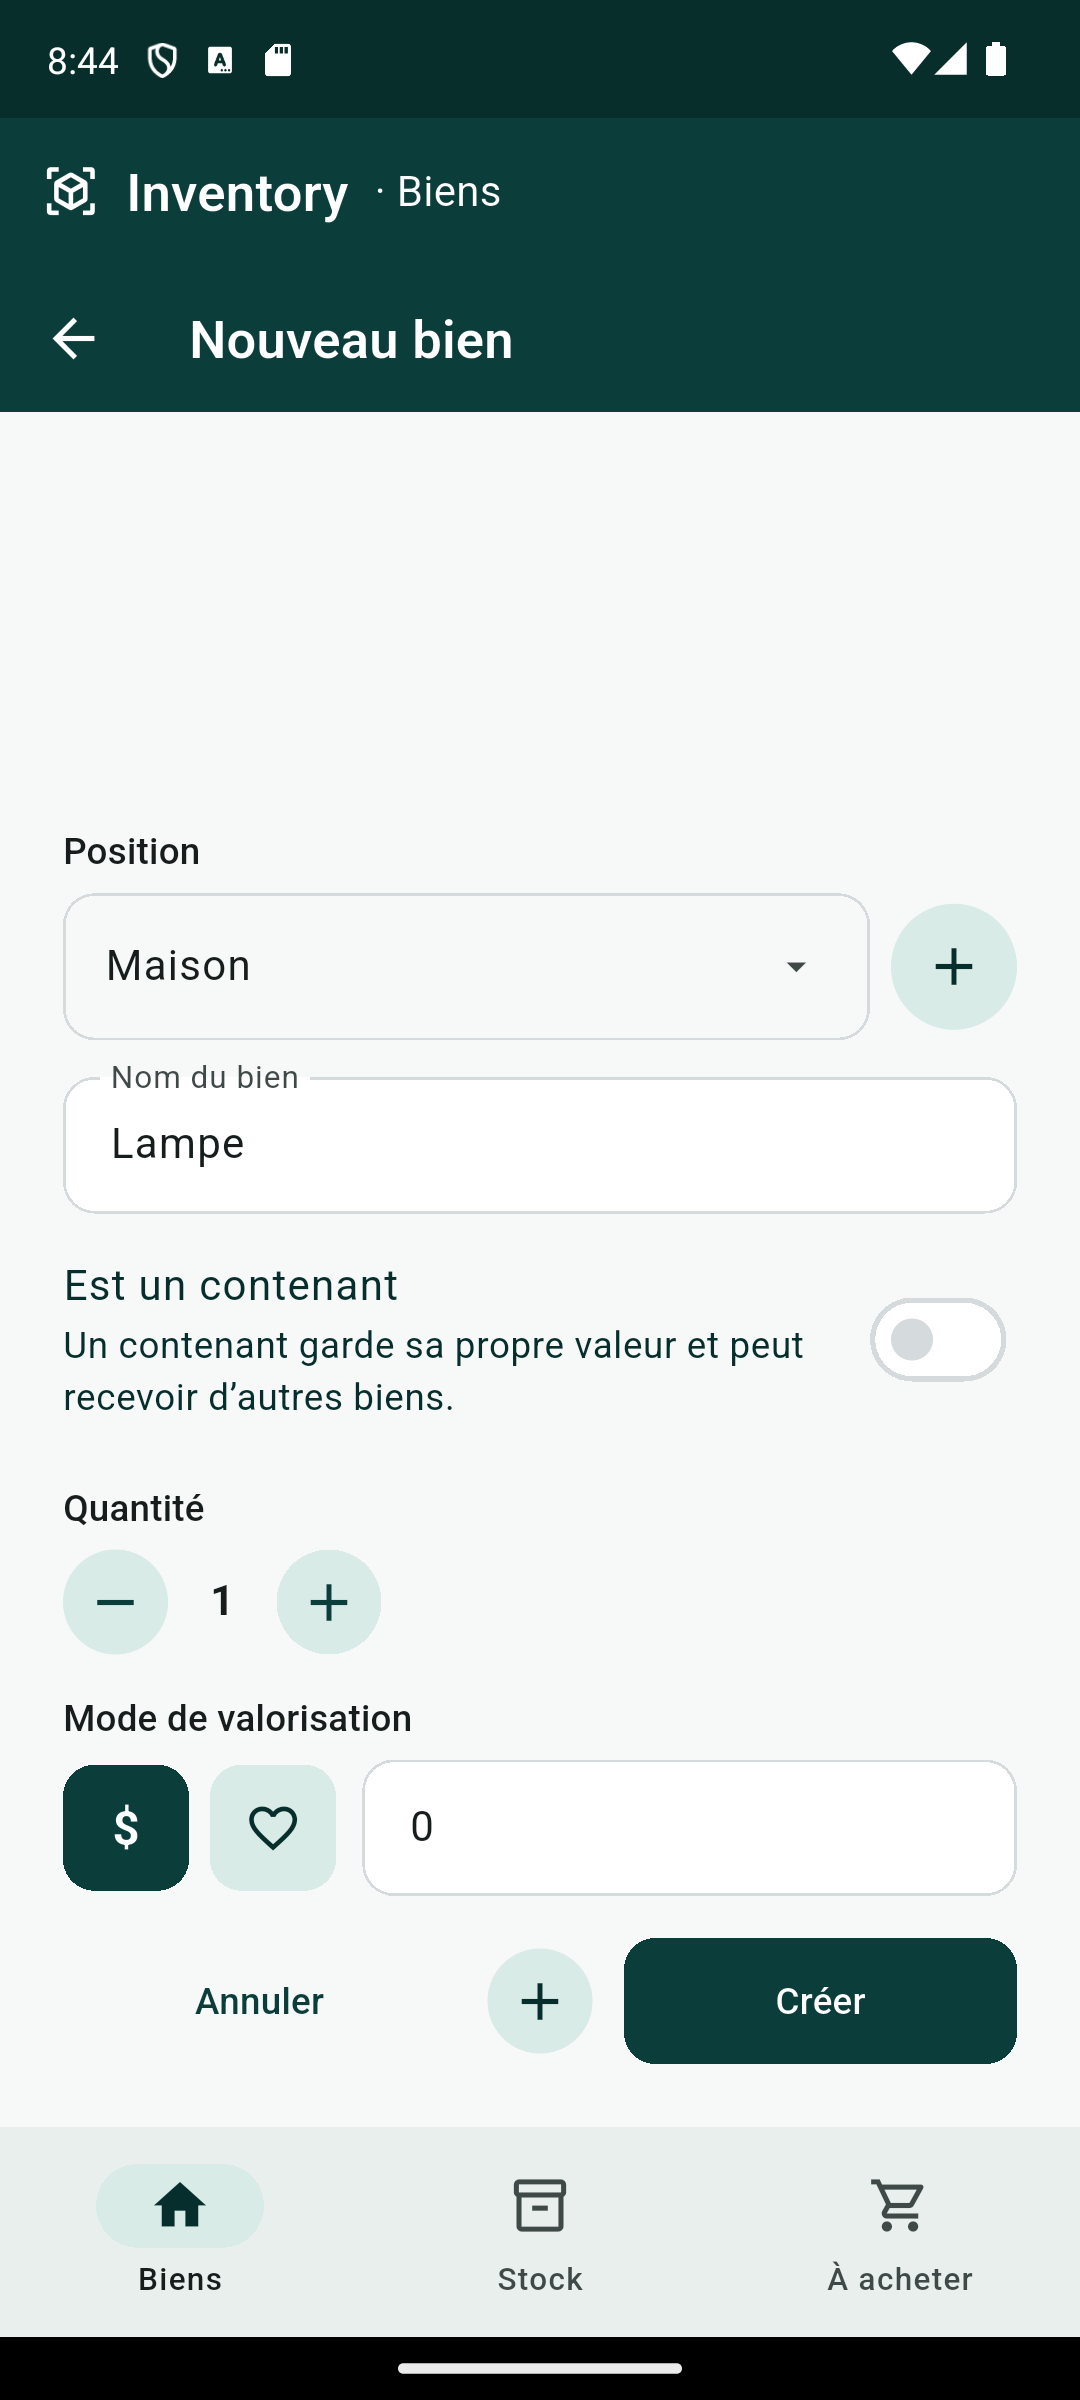 8:44
Inventory · Biens
Nouveau bien
Position
Maison
Nom du bien
Lampe
Est un contenant
Un contenant garde sa propre valeur et peut
recevoir d’autres biens.
Quantité
1
Mode de valorisation
$ 0
Annuler Créer
Biens Stock À acheter